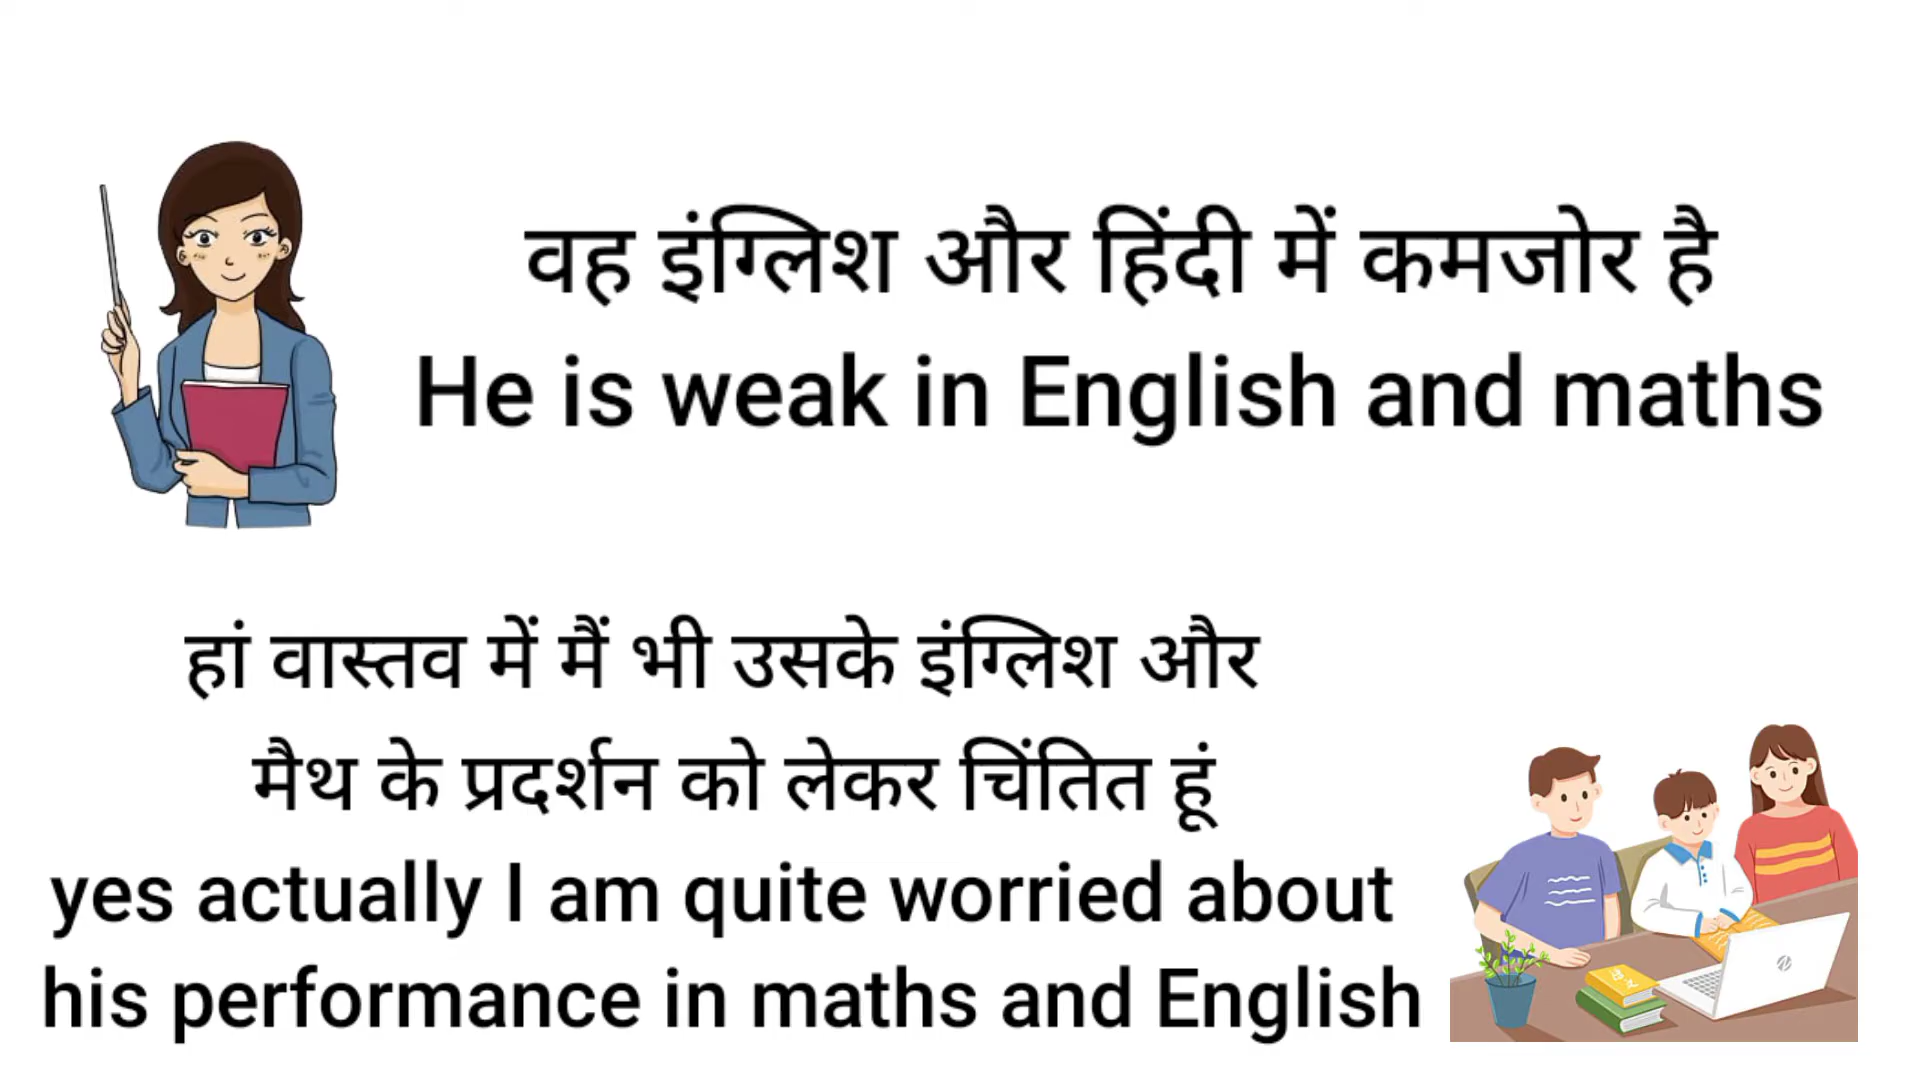 वह इंग्लिश और हिंदी में कमजोर है
He is weak in English and maths
हां वास्तव में मैं भी उसके इंग्लिश और
मैथ के प्रदर्शन को लेकर चिंतित हूं
yes actually I am quite worried about
his performance in maths and English